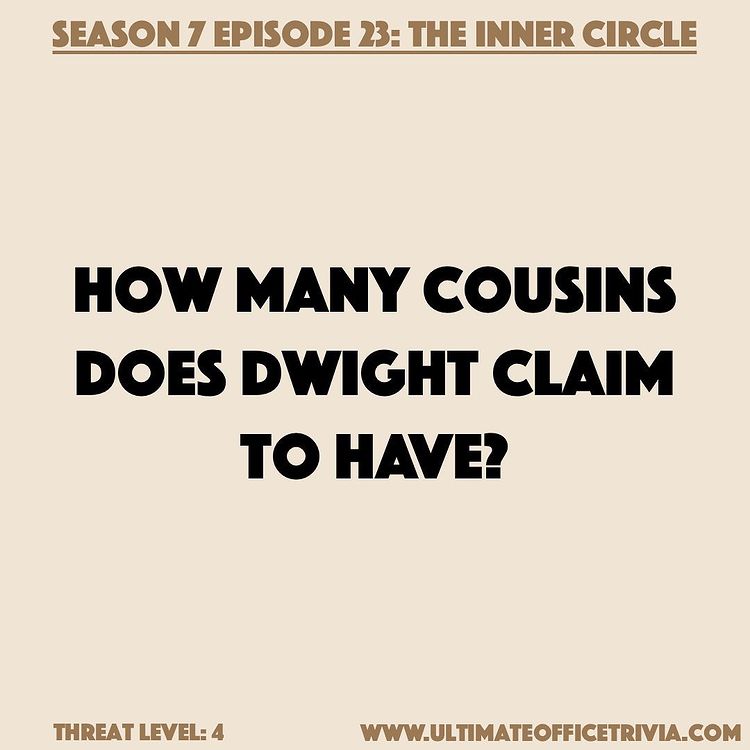 SEASON 7 EPISODE 23: THE INNER CIRCLE
HOW MANY COUSINS
DOES DWIGHT CLAIM
TO HAVE?
THREAT LEVEL: 4
WWW.ULTIMATEOFFICETRIVIA.COM